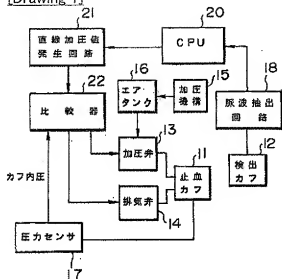 [Drawing 1]
21
直線加圧値
発生回路
20
CPU
22
比較器
16
エア
タンク
15
加圧
機構
18
脈波抽出
回路
13
加圧弁
11
止血
カフ
12
検出
カフ
カフ内圧
排気弁
14
圧力センサ
17